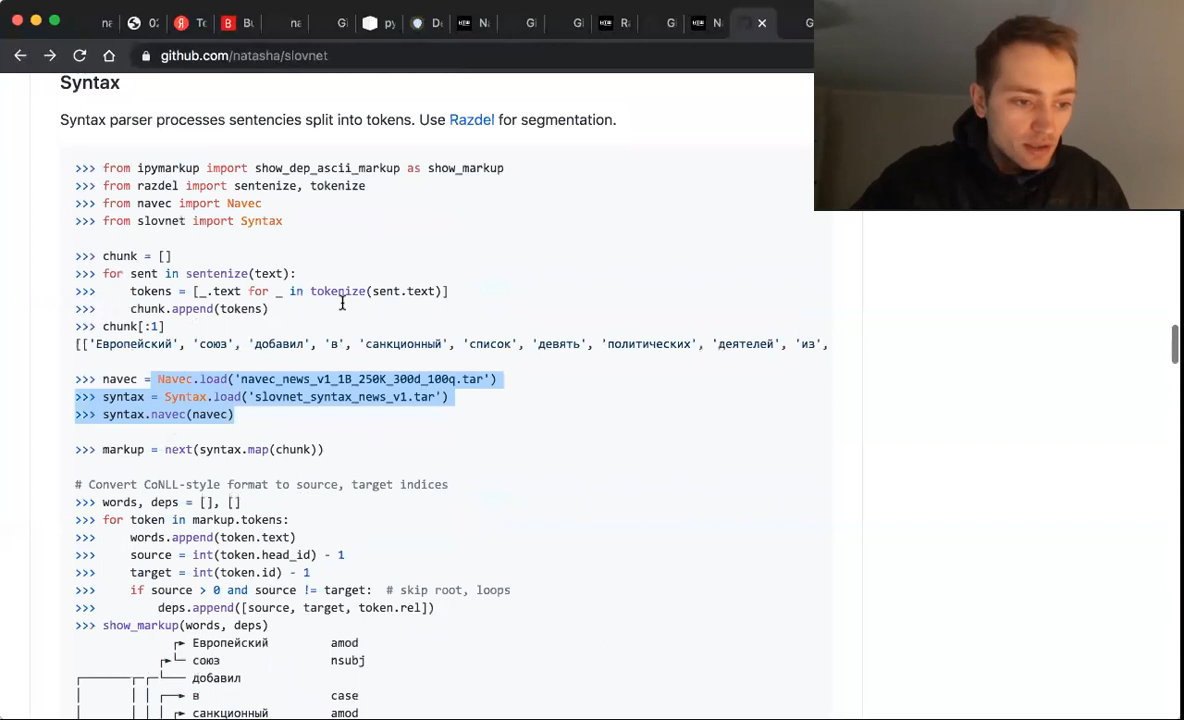 github.com/natasha/slovnet
Syntax
Syntax parser processes sentencies split into tokens. Use Razdel for segmentation.
>>> from ipymarkup import show_dep_ascii_markup as show_markup
>>> from razdel import sentenize, tokenize
>>> from navec import Navec
>>> from slovnet import Syntax
>>> chunk = []
>>> for sent in sentenize(text):
>>> tokens = [_.text for _ in tokenize(sent.text)]
>>> chunk.append(tokens)
>>> chunk[:1]
[['Европейский', 'союз', 'добавил', 'в', 'санкционный', 'список', 'девять', 'политических', 'деятелей', 'из',
>>> navec = Navec.load('navec_news_v1_1B_250K_300d_100q.tar')
>>> syntax = Syntax.load('slovnet_syntax_news_v1.tar')
>>> syntax.navec(navec)
>>> markup = next(syntax.map(chunk))
# Convert CoNLL-style format to source, target indices
>>> words, deps = [], []
>>> for token in markup.tokens:
>>> words.append(token.text)
>>> source = int(token.head_id) - 1
>>> target = int(token.id) - 1
>>> if source > 0 and source != target: # skip root, loops
>>> deps.append([source, target, token.rel])
>>> show_markup(words, deps)
Европейский amod
союз nsubj
добавил
в case
санкционный amod